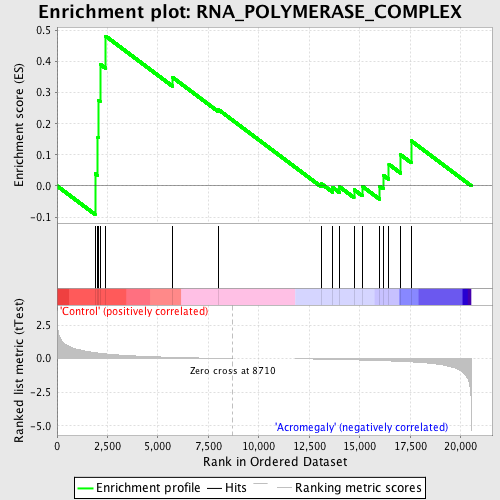 Enrichment plot: RNA_POLYMERASE_COMPLEX
Enrichment score (ES)
0.5
0.4
0.3
0.2
0.1
0.0
-0.1
'Control' (positively correlated)
Ranked list metric (tTest)
2.5
0.0
-2.5
-5.0
Zero cross at 8710
'Acromegaly' (negatively correlated)
0 2,500 5,000 7,500 10,000 12,500 15,000 17,500 20,000
Rank in Ordered Dataset
Enrichment profile Hits Ranking metric scores